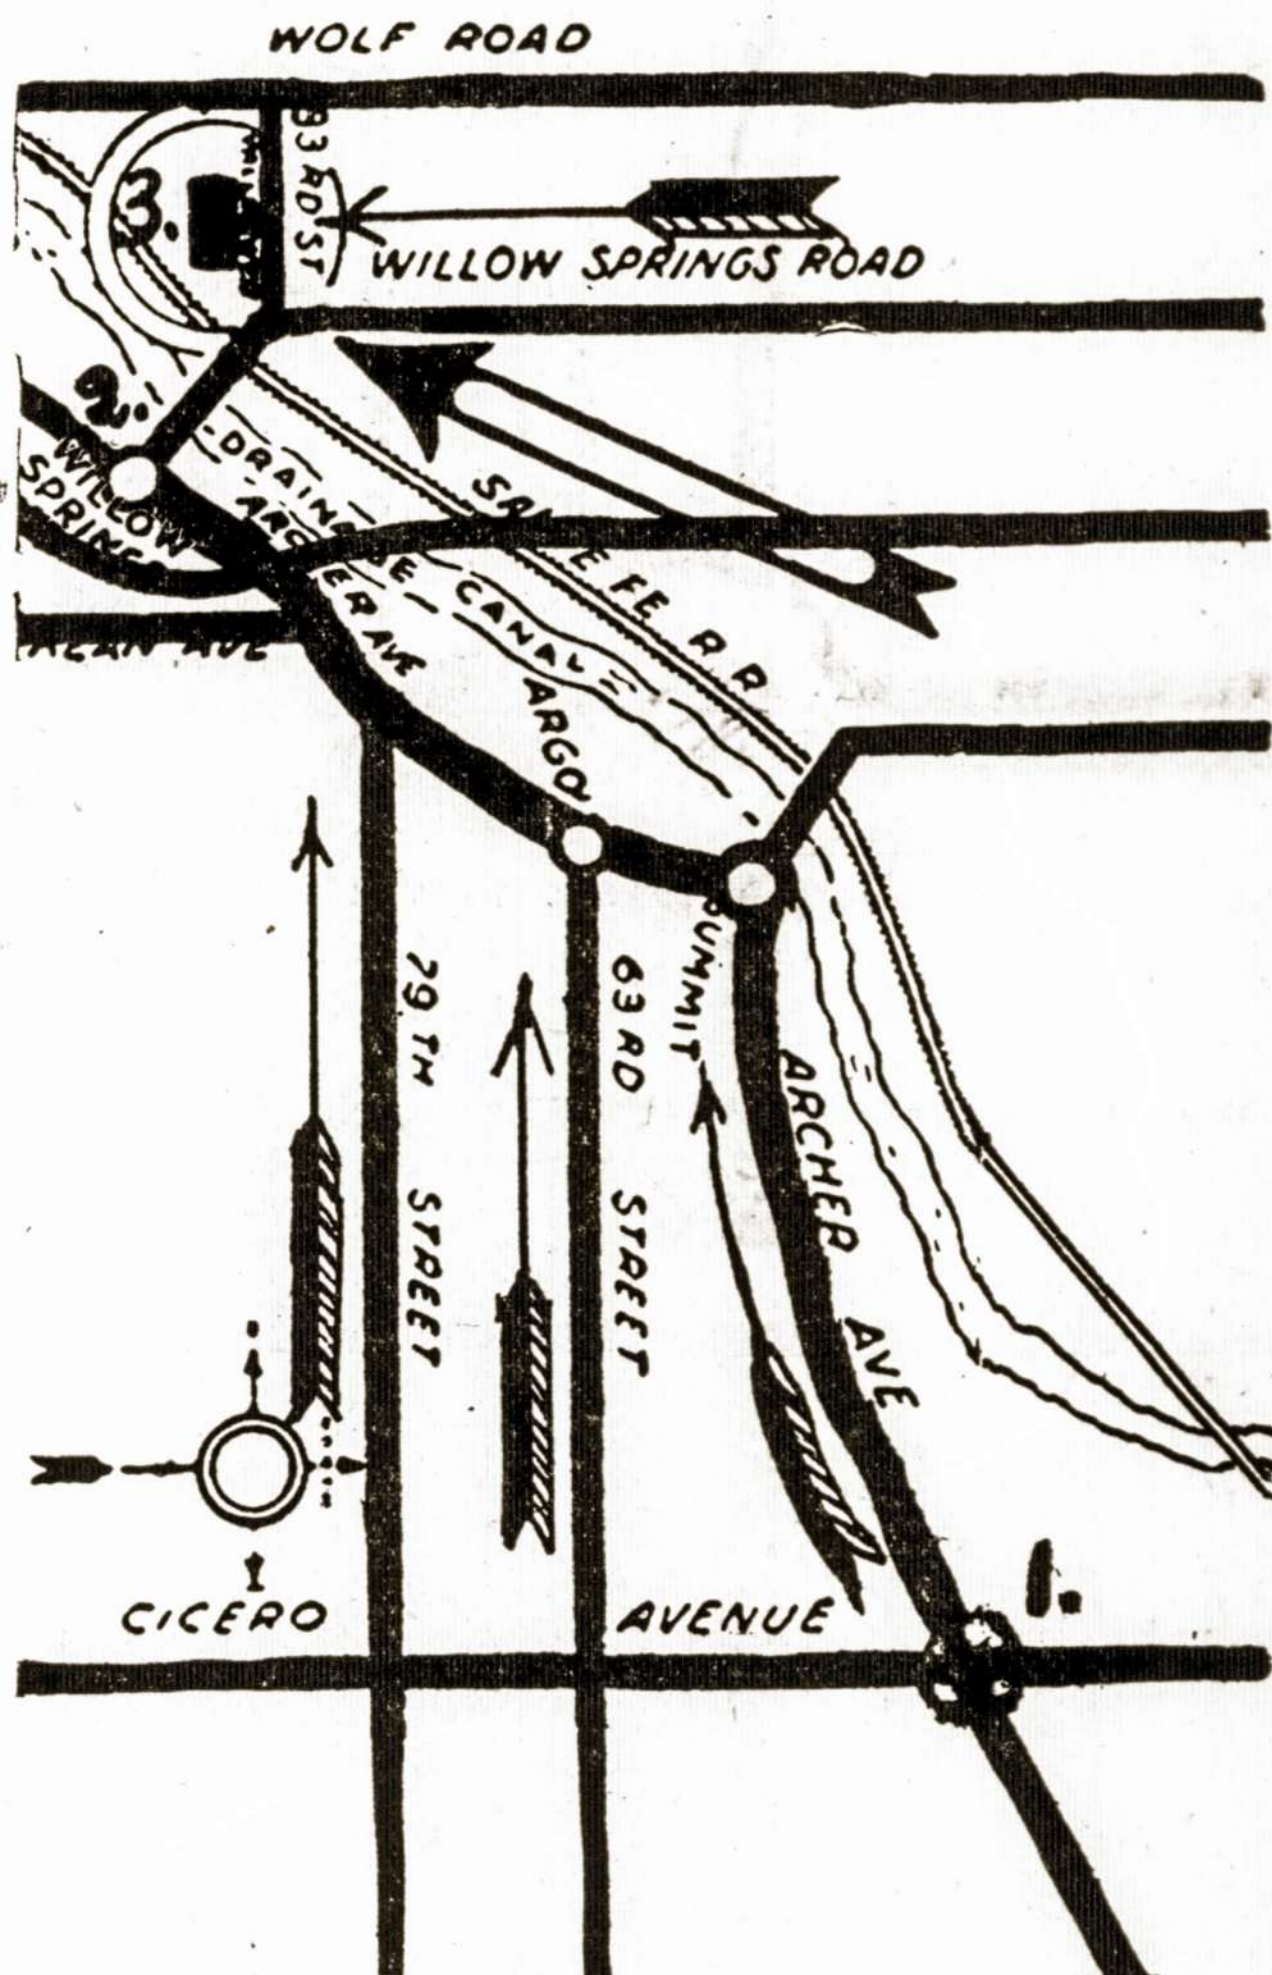 WOLF ROAD
83 RD ST
3.
WILLOW SPRINGS ROAD
2.
WILLOW
SPRINGS
DRAINAGE CANAL
SANTE FE R R
ARCHER AVE
ARGO
SUMMIT
79 TH STREET
63 RD STREET
ARCHER AVE
1.
CICERO AVENUE